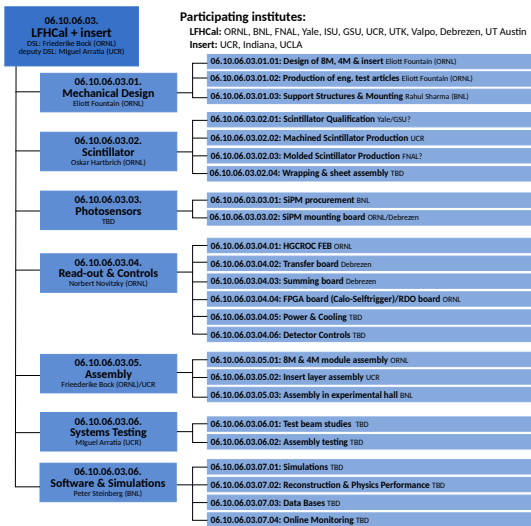 06.10.06.03.
LFHCal + insert
DSL: Friederike Bock (ORNL)
deputy DSL: Miguel Arratia (UCR)
Participating institutes:
LFHCal: ORNL, BNL, FNAL, Yale, ISU, GSU, UCR, UTK, Valpo, Debrezen, UT Austin
Insert: UCR, Indiana, UCLA
06.10.06.03.01.
Mechanical Design
Eliott Fountain (ORNL)
06.10.06.03.01.01: Design of 8M, 4M & insert Eliott Fountain (ORNL)
06.10.06.03.01.02: Production of eng. test articles Eliott Fountain (ORNL)
06.10.06.03.01.03: Support Structures & Mounting Rahul Sharma (BNL)
06.10.06.03.02.
Scintillator
Oskar Hartbrich (ORNL)
06.10.06.03.02.01: Scintillator Qualification Yale/GSU?
06.10.06.03.02.02: Machined Scintillator Production UCR
06.10.06.03.02.03: Molded Scintillator Production FNAL?
06.10.06.03.02.04: Wrapping & sheet assembly TBD
06.10.06.03.03.
Photosensors
TBD
06.10.06.03.03.01: SiPM procurement BNL
06.10.06.03.03.02: SiPM mounting board ORNL/Debrezen
06.10.06.03.04.
Read-out & Controls
Norbert Novitzky (ORNL)
06.10.06.03.04.01: HGCROC FEB ORNL
06.10.06.03.04.02: Transfer board Debrezen
06.10.06.03.04.03: Summing board Debrezen
06.10.06.03.04.04: FPGA board (Calo-Selftrigger)/RDO board ORNL
06.10.06.03.04.05: Power & Cooling TBD
06.10.06.03.04.06: Detector Controls TBD
06.10.06.03.05.
Assembly
Frieederike Bock (ORNL)/UCR
06.10.06.03.05.01: 8M & 4M module assembly ORNL
06.10.06.03.05.02: Insert layer assembly UCR
06.10.06.03.05.03: Assembly in experimental hall BNL
06.10.06.03.06.
Systems Testing
Miguel Arratia (UCR)
06.10.06.03.06.01: Test beam studies TBD
06.10.06.03.06.02: Assembly testing TBD
06.10.06.03.06.
Software & Simulations
Peter Steinberg (BNL)
06.10.06.03.07.01: Simulations TBD
06.10.06.03.07.02: Reconstruction & Physics Performance TBD
06.10.06.03.07.03: Data Bases TBD
06.10.06.03.07.04: Online Monitoring TBD